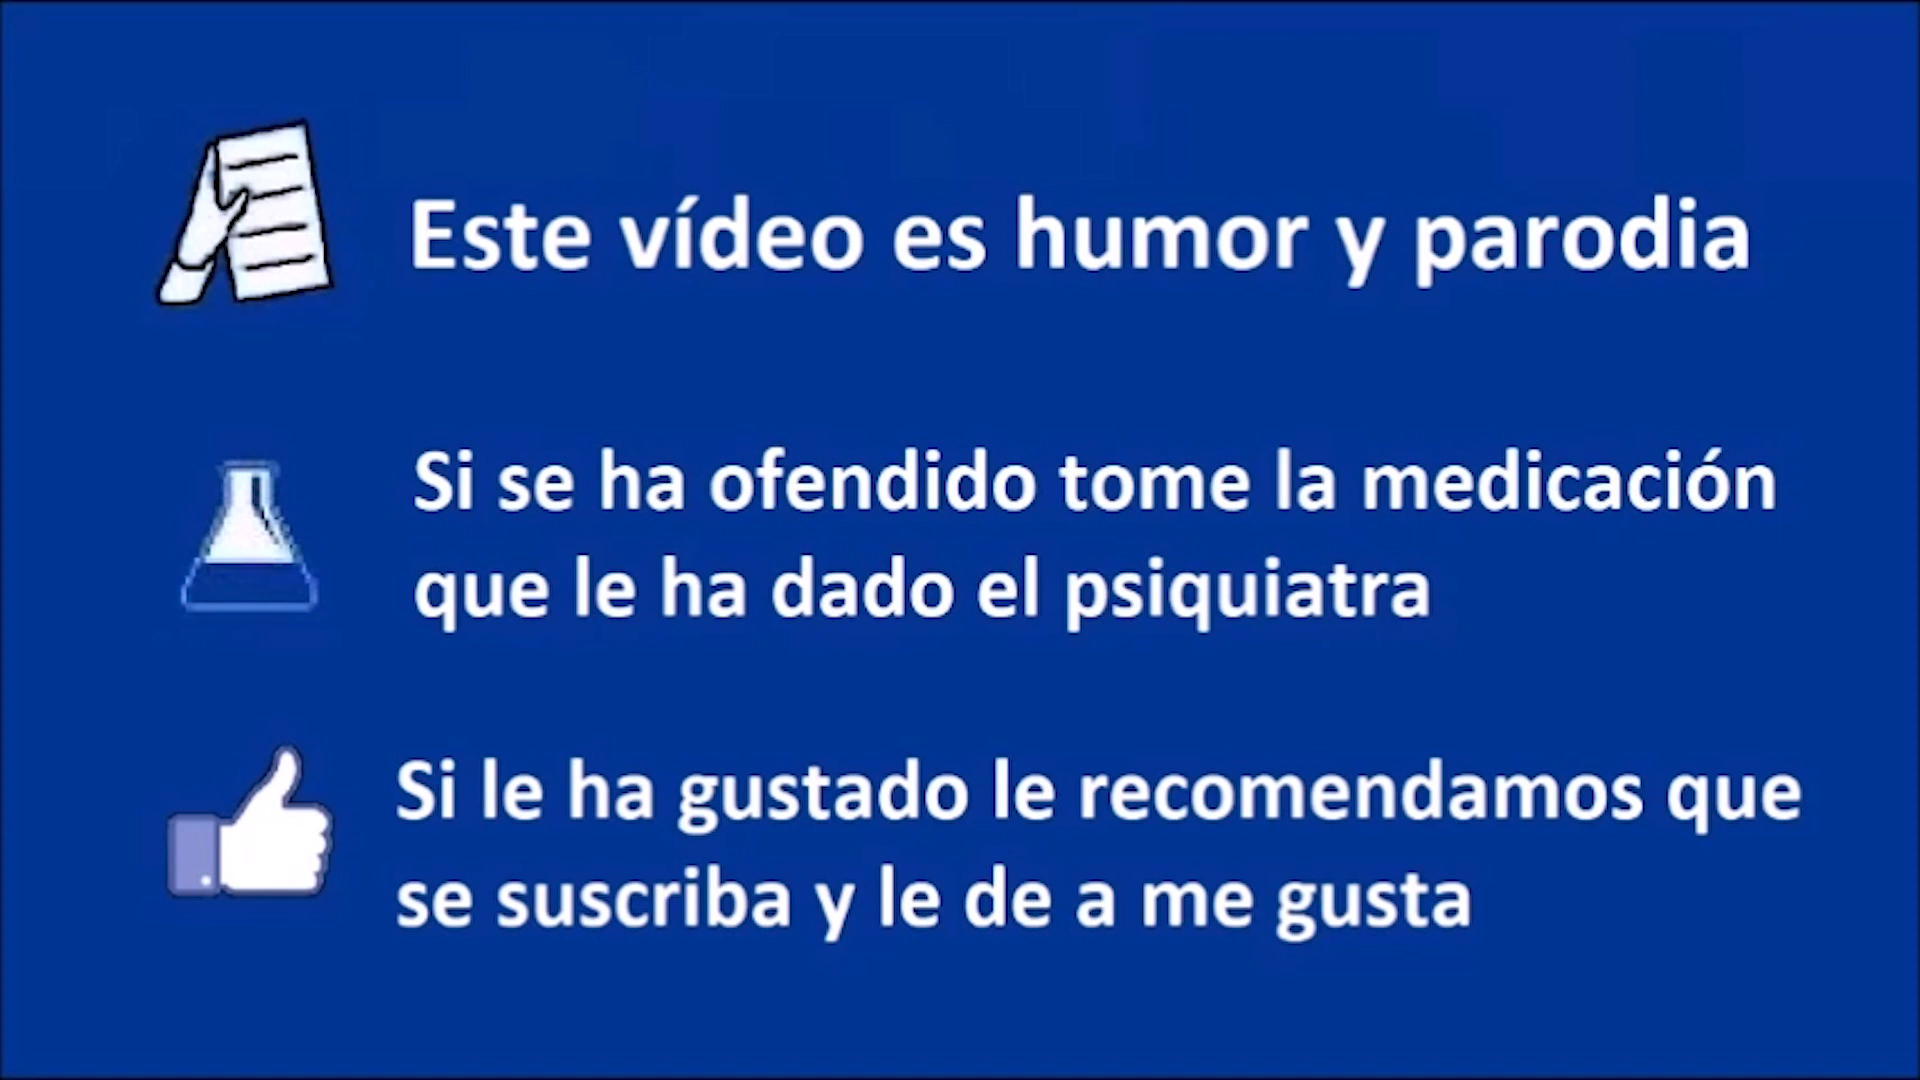 Este vídeo es humor y parodia
Si se ha ofendido tome la medicación
que le ha dado el psiquiatra
Si le ha gustado le recomendamos que
se suscriba y le de a me gusta